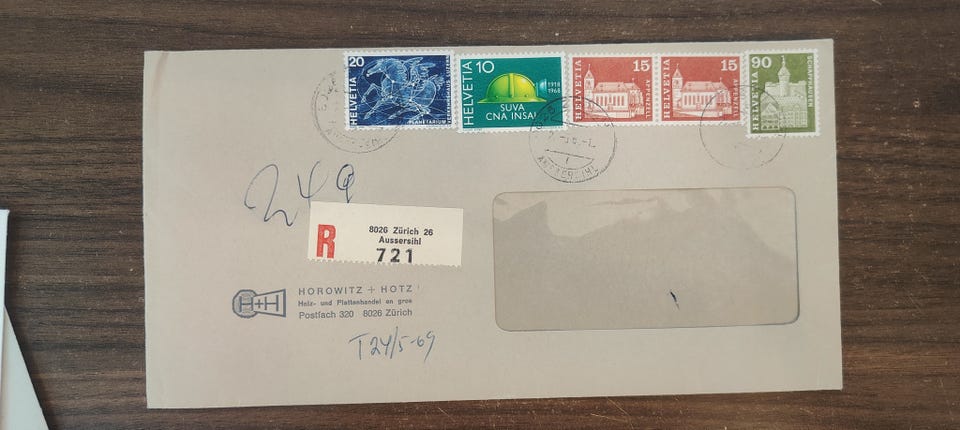 20
HELVETIA
PLANETARIUM
10
HELVETIA
1918
1968
SUVA
CNA INSAI
15
HELVETIA
APPENZELL
15
HELVETIA
APPENZELL
90
HELVETIA
SCHAFFHAUSEN
AUSSERSIHL
249
R
8026 Zürich 26
Aussersihl
721
H+H
HOROWITZ + HOTZ
Holz- und Plattenhandel en gros
Postfach 320 8026 Zürich
T24/5-69